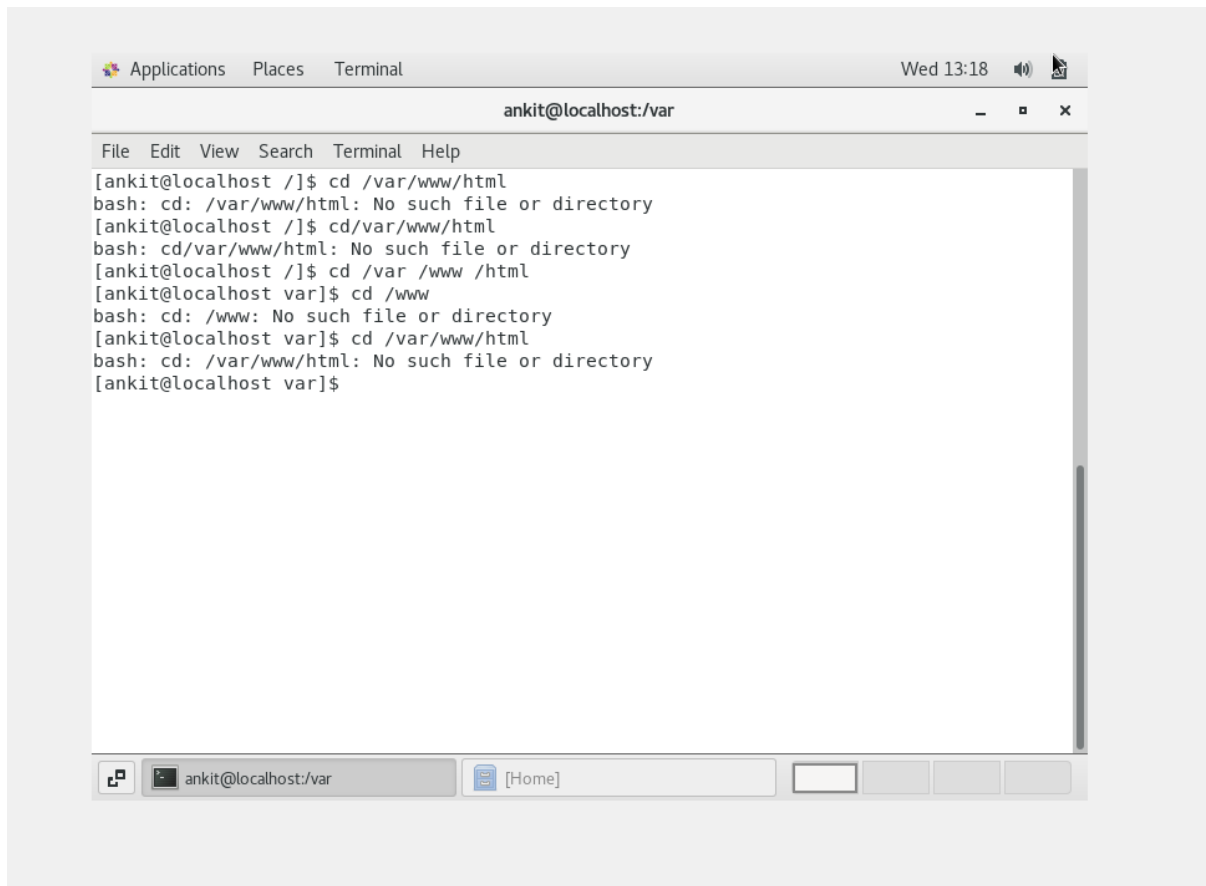 Applications Places Terminal Wed 13:18
ankit@localhost:/var
File Edit View Search Terminal Help
[ankit@localhost /]$ cd /var/www/html
bash: cd: /var/www/html: No such file or directory
[ankit@localhost /]$ cd/var/www/html
bash: cd/var/www/html: No such file or directory
[ankit@localhost /]$ cd /var /www /html
[ankit@localhost var]$ cd /www
bash: cd: /www: No such file or directory
[ankit@localhost var]$ cd /var/www/html
bash: cd: /var/www/html: No such file or directory
[ankit@localhost var]$
ankit@localhost:/var [Home]